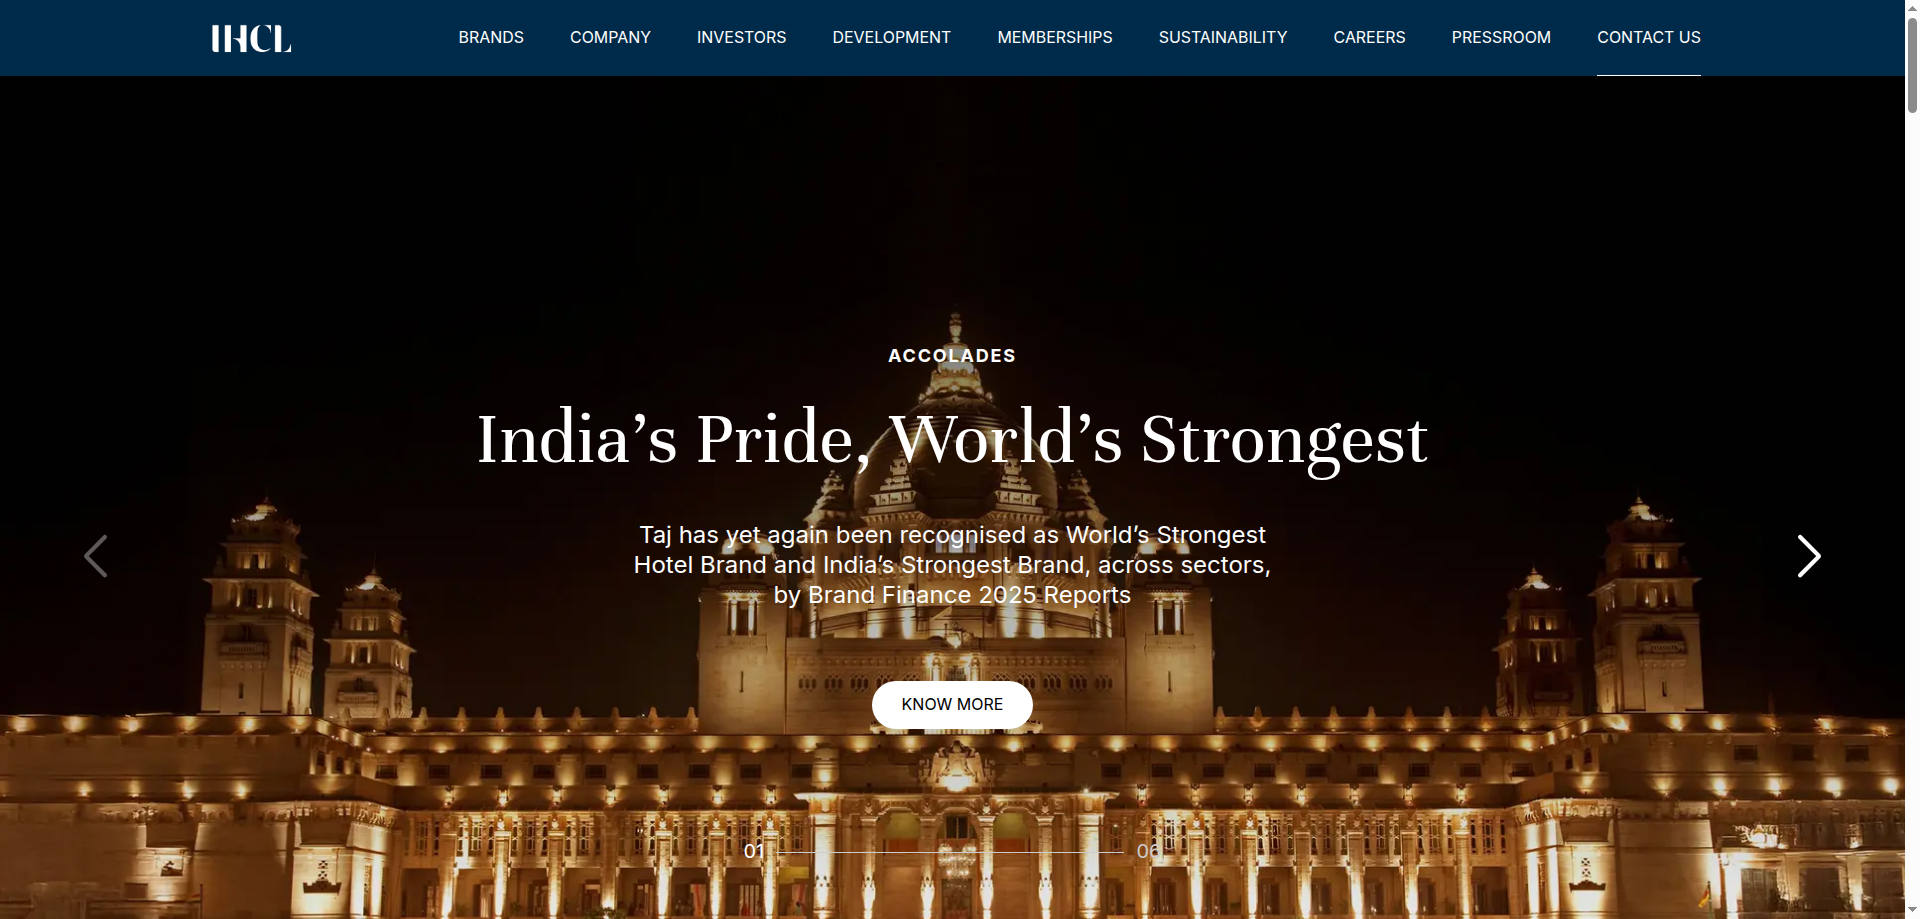 IHCL
BRANDS COMPANY INVESTORS DEVELOPMENT MEMBERSHIPS SUSTAINABILITY CAREERS PRESSROOM CONTACT US
ACCOLADES
India’s Pride, World’s Strongest
Taj has yet again been recognised as World’s Strongest
Hotel Brand and India’s Strongest Brand, across sectors,
by Brand Finance 2025 Reports
KNOW MORE
01 06